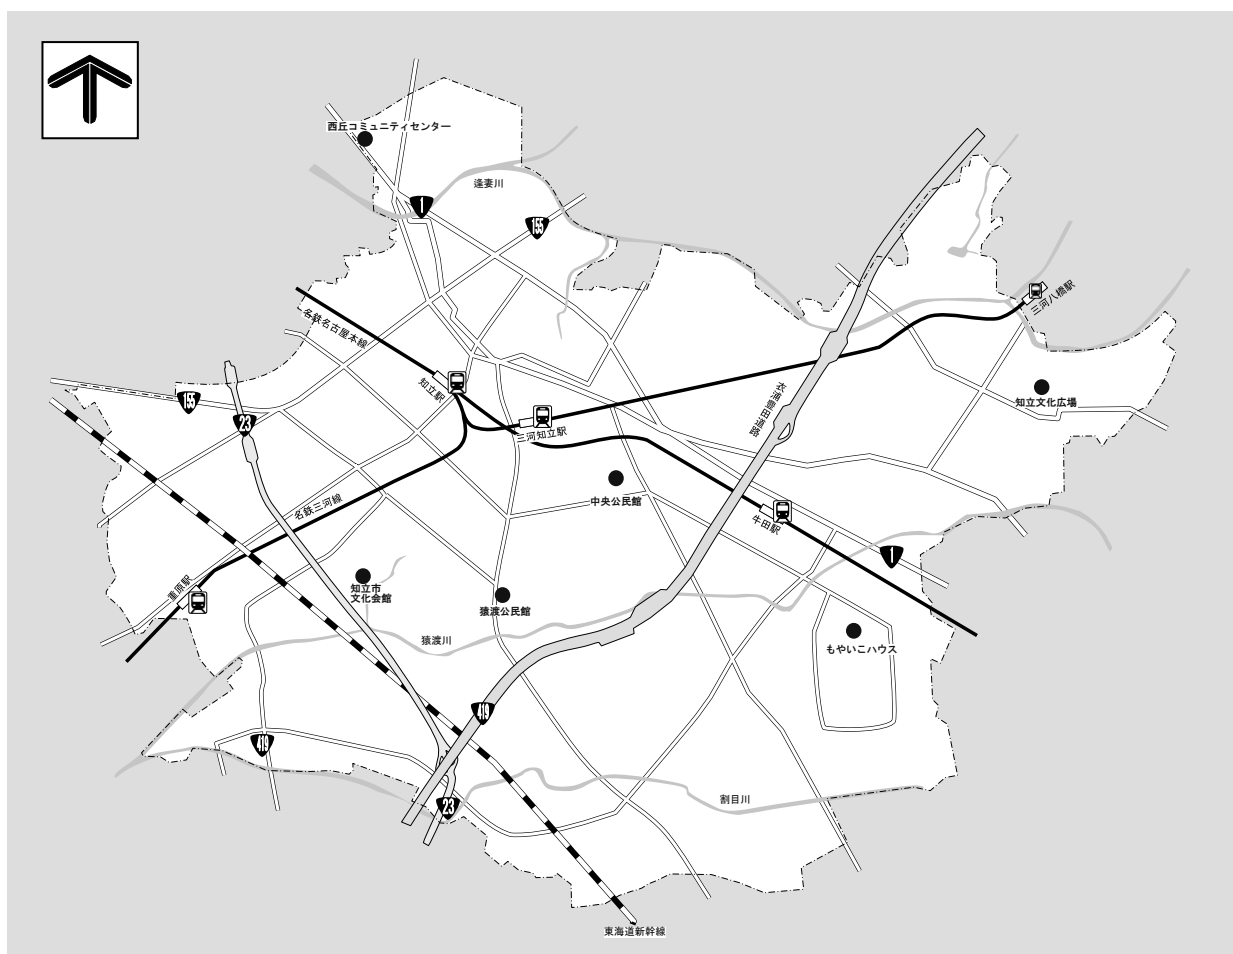 西丘コミュニティセンター
逢妻川
1
155
三河八橋駅
名鉄名古屋本線
知立駅
155
23
三河知立駅
衣浦豊田道路
知立文化広場
中央公民館
名鉄三河線
牛田駅
1
重原駅
知立市
文化会館
猿渡公民館
猿渡川
もやいこハウス
419
419
23
割目川
東海道新幹線